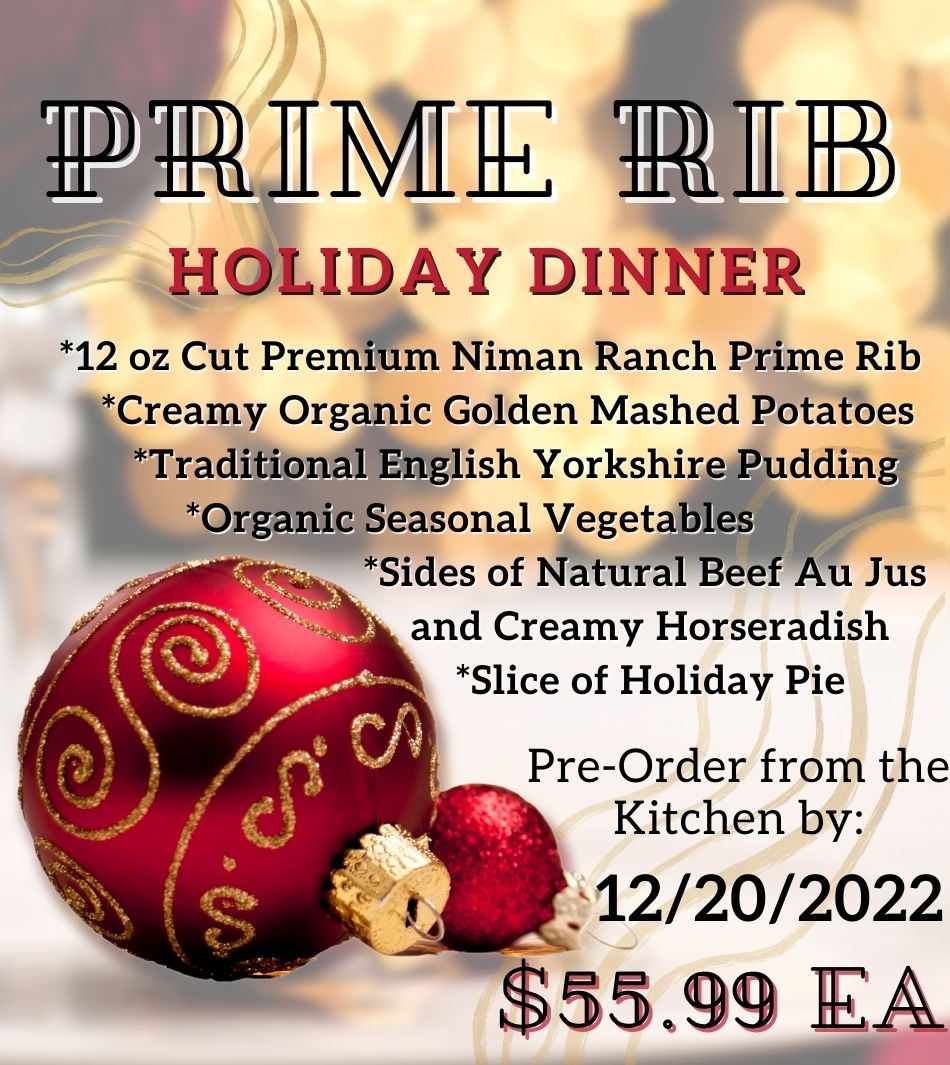 PRIME RIB
HOLIDAY DINNER
*12 oz Cut Premium Niman Ranch Prime Rib
*Creamy Organic Golden Mashed Potatoes
*Traditional English Yorkshire Pudding
*Organic Seasonal Vegetables
*Sides of Natural Beef Au Jus
and Creamy Horseradish
*Slice of Holiday Pie
Pre-Order from the
Kitchen by:
12/20/2022
$55.99 EA